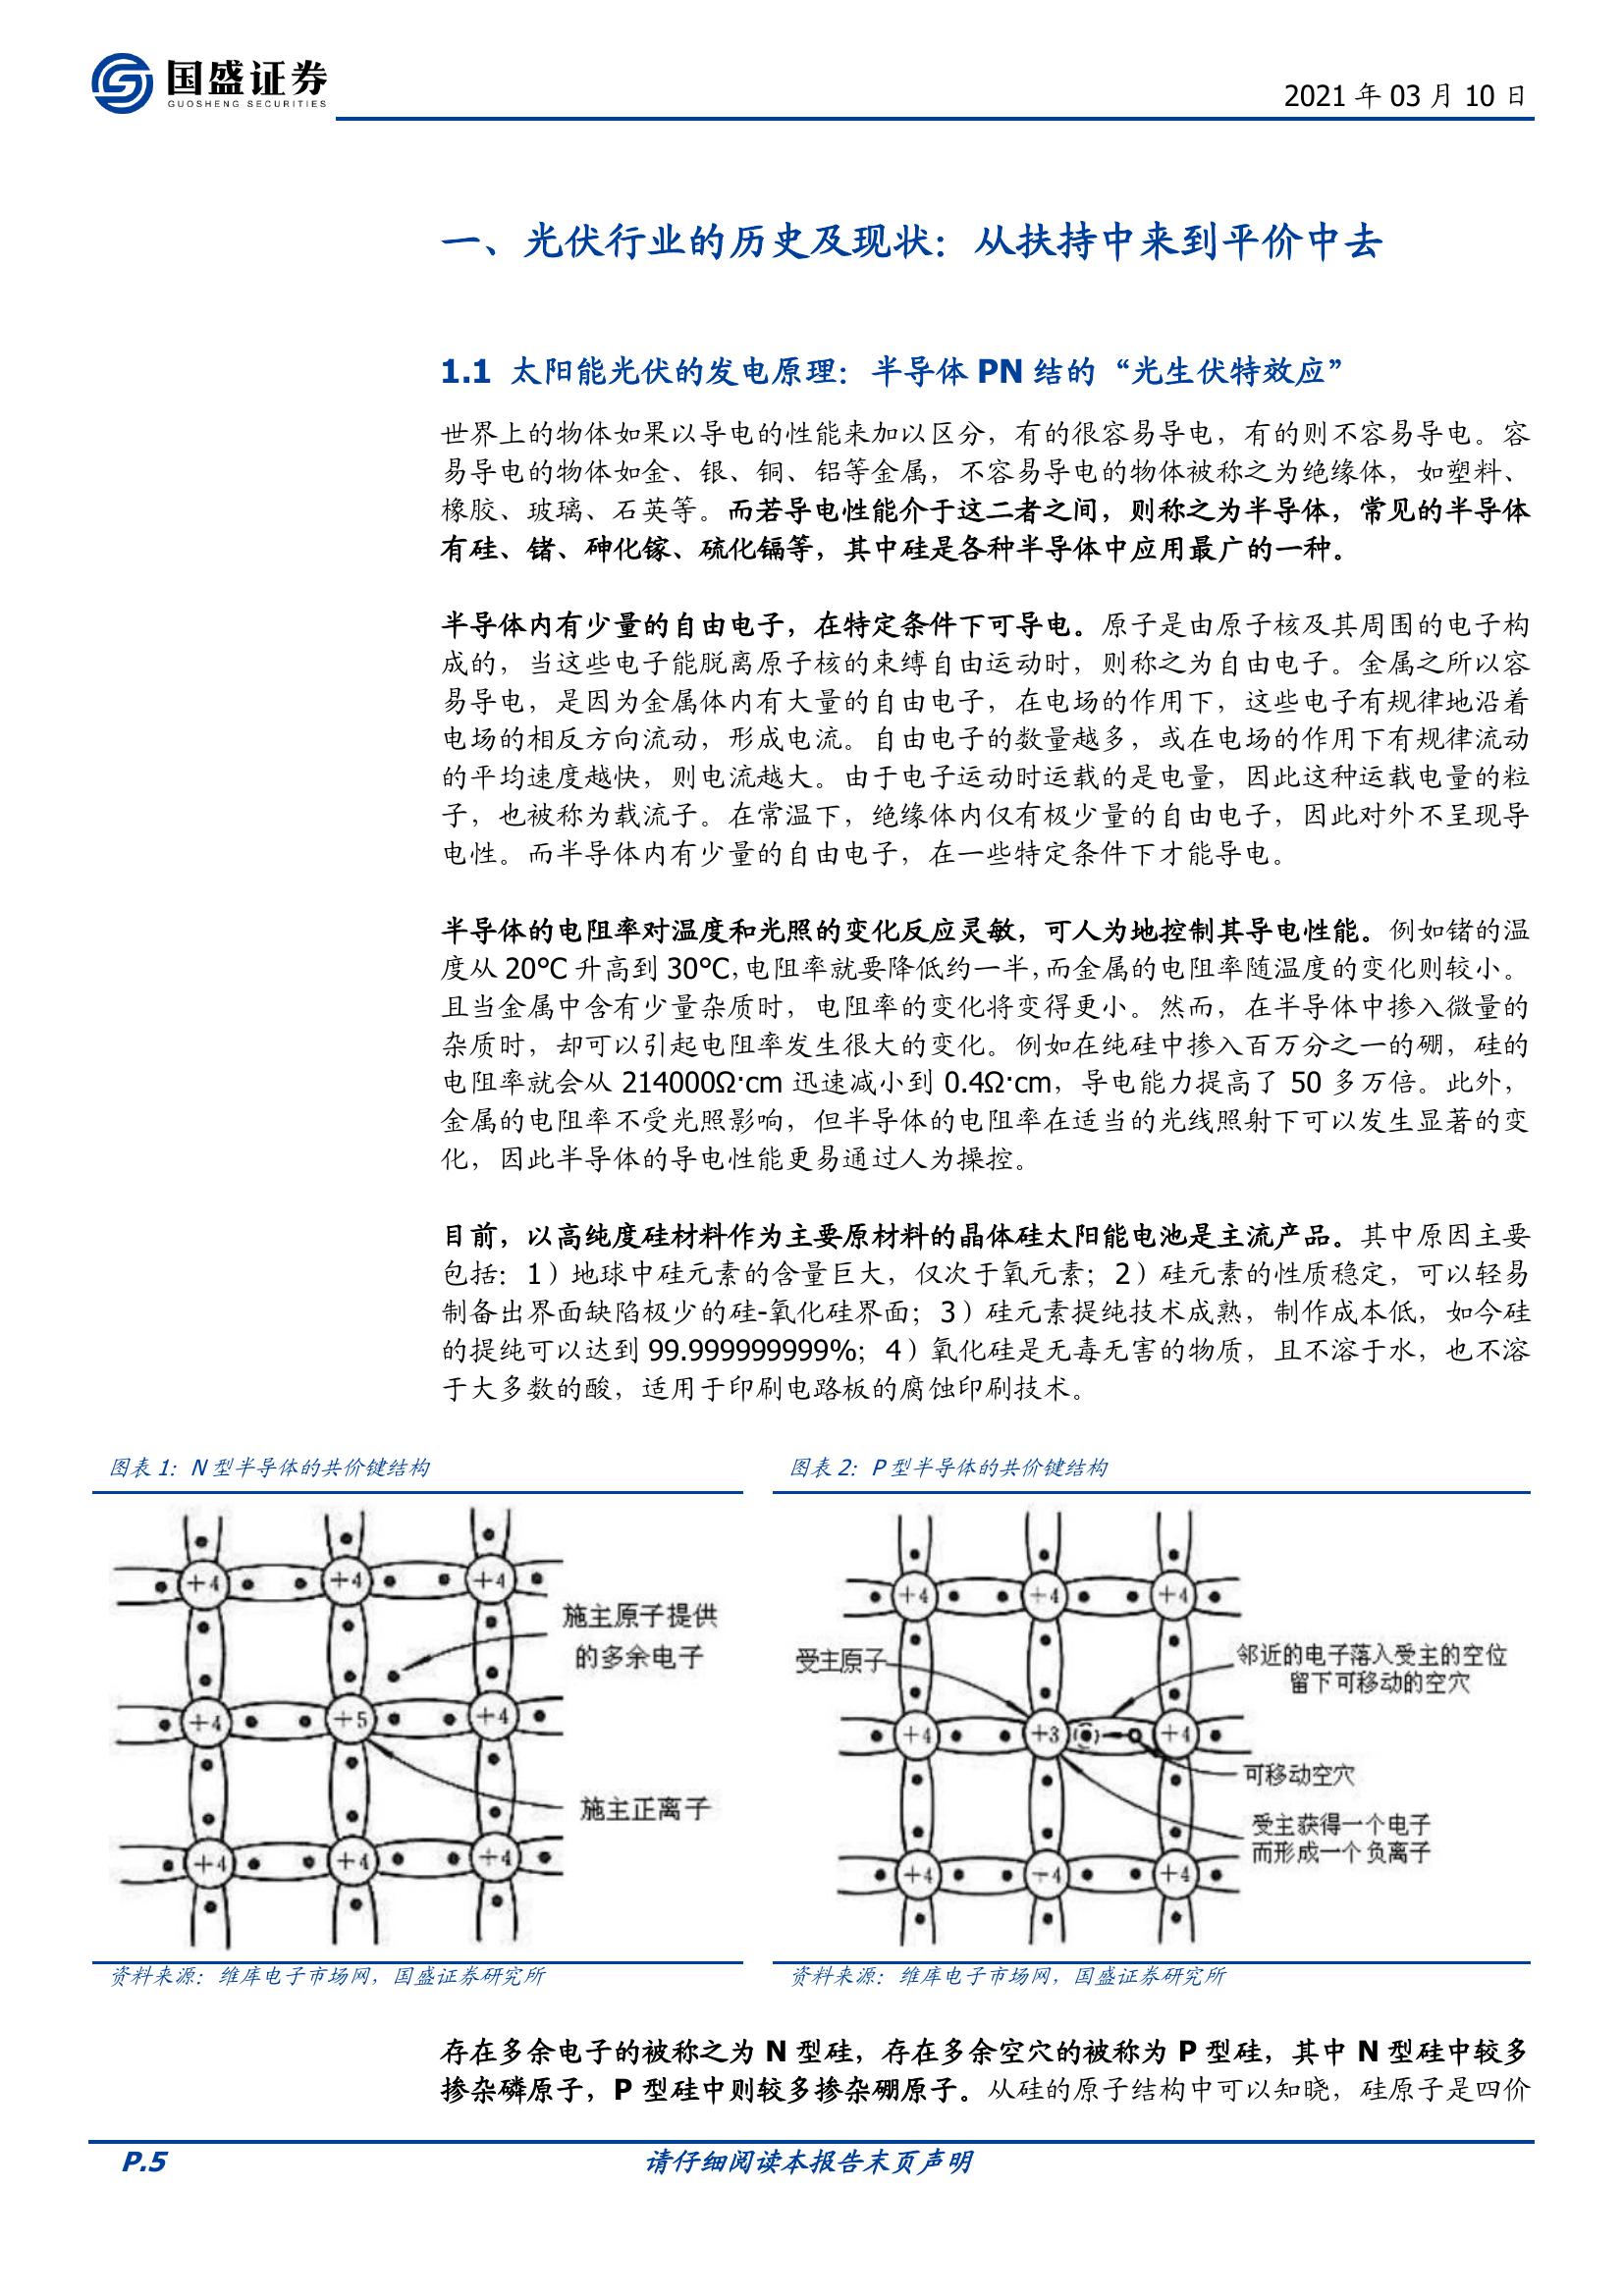 国盛证券
GUOSHENG SECURITIES
2021 年 03 月 10 日
一、光伏行业的历史及现状：从扶持中来到平价中去
1.1 太阳能光伏的发电原理：半导体 PN 结的“光生伏特效应”
世界上的物体如果以导电的性能来加以区分，有的很容易导电，有的则不容易导电。容
易导电的物体如金、银、铜、铝等金属，不容易导电的物体被称之为绝缘体，如塑料、
橡胶、玻璃、石英等。而若导电性能介于这二者之间，则称之为半导体，常见的半导体
有硅、锗、砷化镓、硫化镉等，其中硅是各种半导体中应用最广的一种。
半导体内有少量的自由电子，在特定条件下可导电。原子是由原子核及其周围的电子构
成的，当这些电子能脱离原子核的束缚自由运动时，则称之为自由电子。金属之所以容
易导电，是因为金属体内有大量的自由电子，在电场的作用下，这些电子有规律地沿着
电场的相反方向流动，形成电流。自由电子的数量越多，或在电场的作用下有规律流动
的平均速度越快，则电流越大。由于电子运动时运载的是电量，因此这种运载电量的粒
子，也被称为载流子。在常温下，绝缘体内仅有极少量的自由电子，因此对外不呈现导
电性。而半导体内有少量的自由电子，在一些特定条件下才能导电。
半导体的电阻率对温度和光照的变化反应灵敏，可人为地控制其导电性能。例如锗的温
度从 20℃升高到 30℃，电阻率就要降低约一半，而金属的电阻率随温度的变化则较小。
且当金属中含有少量杂质时，电阻率的变化将变得更小。然而，在半导体中掺入微量的
杂质时，却可以引起电阻率发生很大的变化。例如在纯硅中掺入百万分之一的硼，硅的
电阻率就会从 214000Ω·cm 迅速减小到 0.4Ω·cm，导电能力提高了 50 多万倍。此外，
金属的电阻率不受光照影响，但半导体的电阻率在适当的光线照射下可以发生显著的变
化，因此半导体的导电性能更易通过人为操控。
目前，以高纯度硅材料作为主要原材料的晶体硅太阳能电池是主流产品。其中原因主要
包括：1）地球中硅元素的含量巨大，仅次于氧元素；2）硅元素的性质稳定，可以轻易
制备出界面缺陷极少的硅-氧化硅界面；3）硅元素提纯技术成熟，制作成本低，如今硅
的提纯可以达到 99.999999999%；4）氧化硅是无毒无害的物质，且不溶于水，也不溶
于大多数的酸，适用于印刷电路板的腐蚀印刷技术。
图表 1：N 型半导体的共价键结构
+4 +4 +4
施主原子提供
的多余电子
+4 +5 +4
施主正离子
+4 +4 +4
资料来源：维库电子市场网，国盛证券研究所
图表 2：P 型半导体的共价键结构
+4 +4 +4
受主原子
邻近的电子落入受主的空位
留下可移动的空穴
+4 +3 +4
可移动空穴
受主获得一个电子
而形成一个负离子
+4 +4 +4
资料来源：维库电子市场网，国盛证券研究所
存在多余电子的被称之为 N 型硅，存在多余空穴的被称为 P 型硅，其中 N 型硅中较多
掺杂磷原子，P 型硅中则较多掺杂硼原子。从硅的原子结构中可以知晓，硅原子是四价
P.5
请仔细阅读本报告末页声明